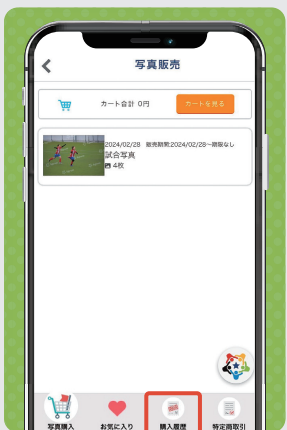 写真販売
カート合計 0円
カートを見る
2024/02/28 販売期間:2024/02/28~期限なし
試合写真
4枚
写真購入
お気に入り
購入履歴
特定商取引